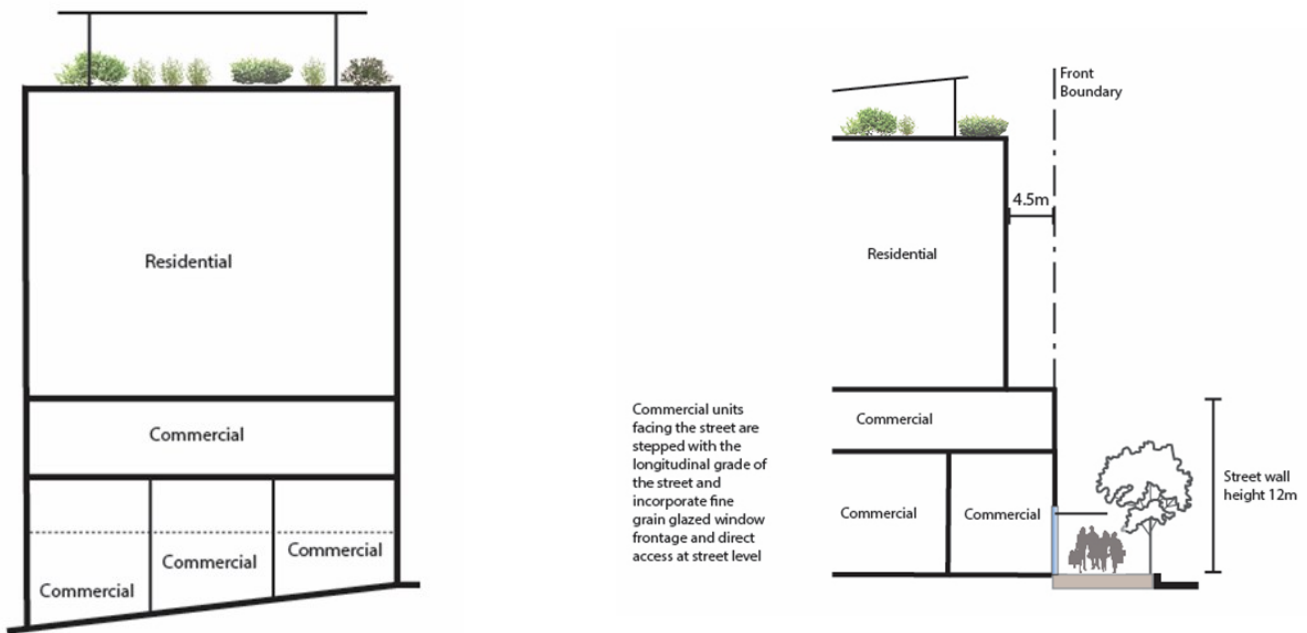 Residential
Commercial
Commercial
Commercial
Commercial
Front
Boundary
4.5m
Residential
Commercial
Commercial
Commercial
Commercial units
facing the street are
stepped with the
longitudinal grade of
the street and
incorporate fine
grain glazed window
frontage and direct
access at street level
Street wall
height 12m